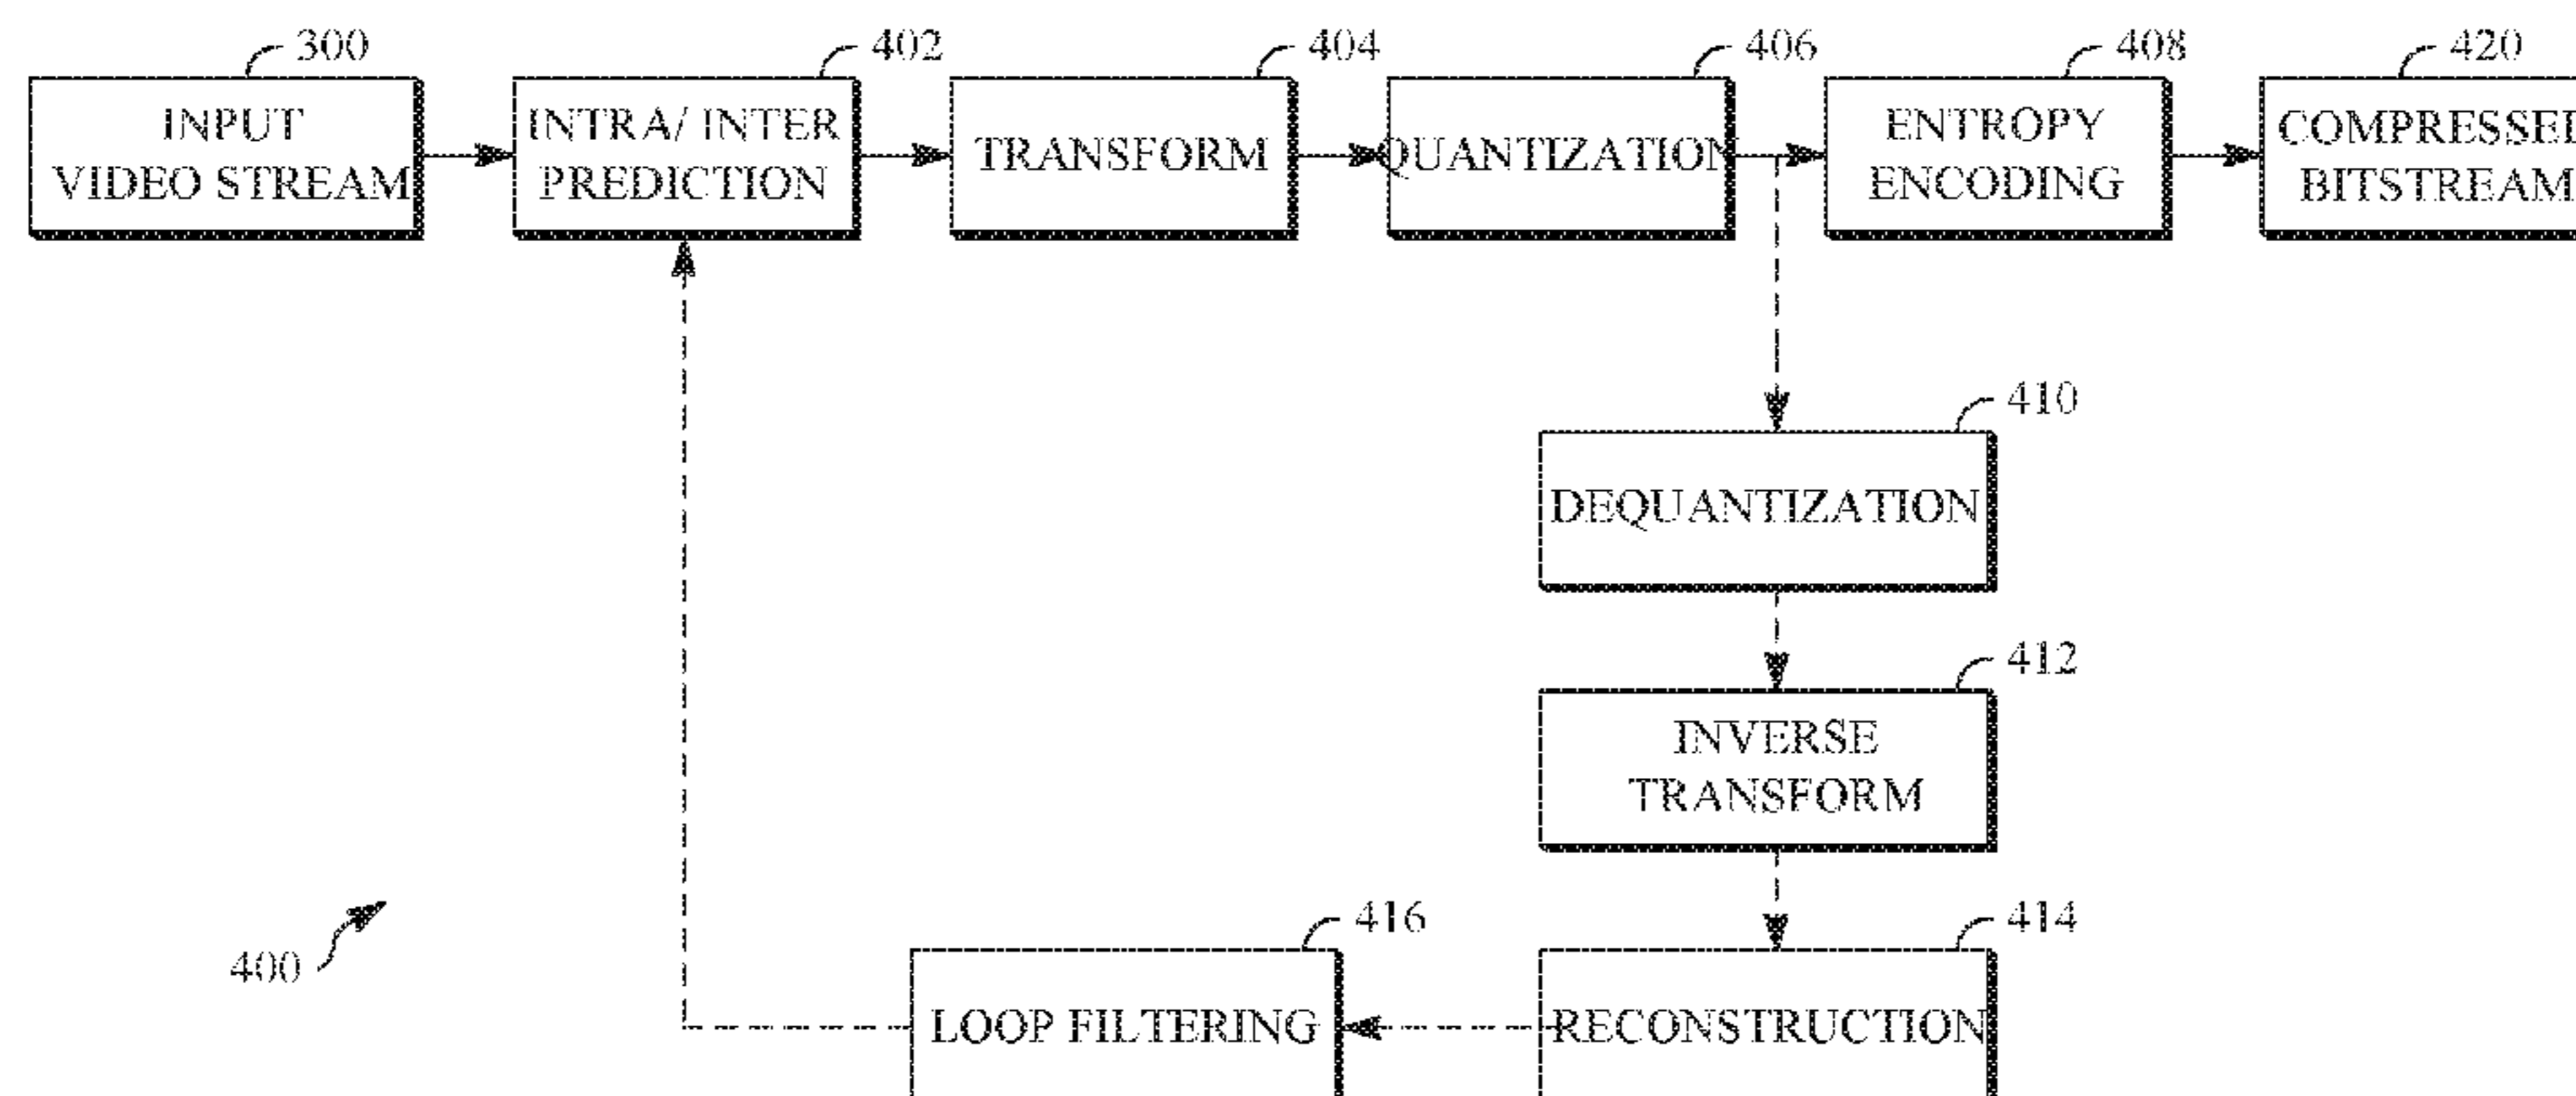 300
402
404
406
408
420
INPUT
VIDEO STREAM
INTRA/ INTER
PREDICTION
TRANSFORM
QUANTIZATION
ENTROPY
ENCODING
COMPRESSED
BITSTREAM
410
DEQUANTIZATION
412
INVERSE
TRANSFORM
416
414
400
LOOP FILTERING
RECONSTRUCTION